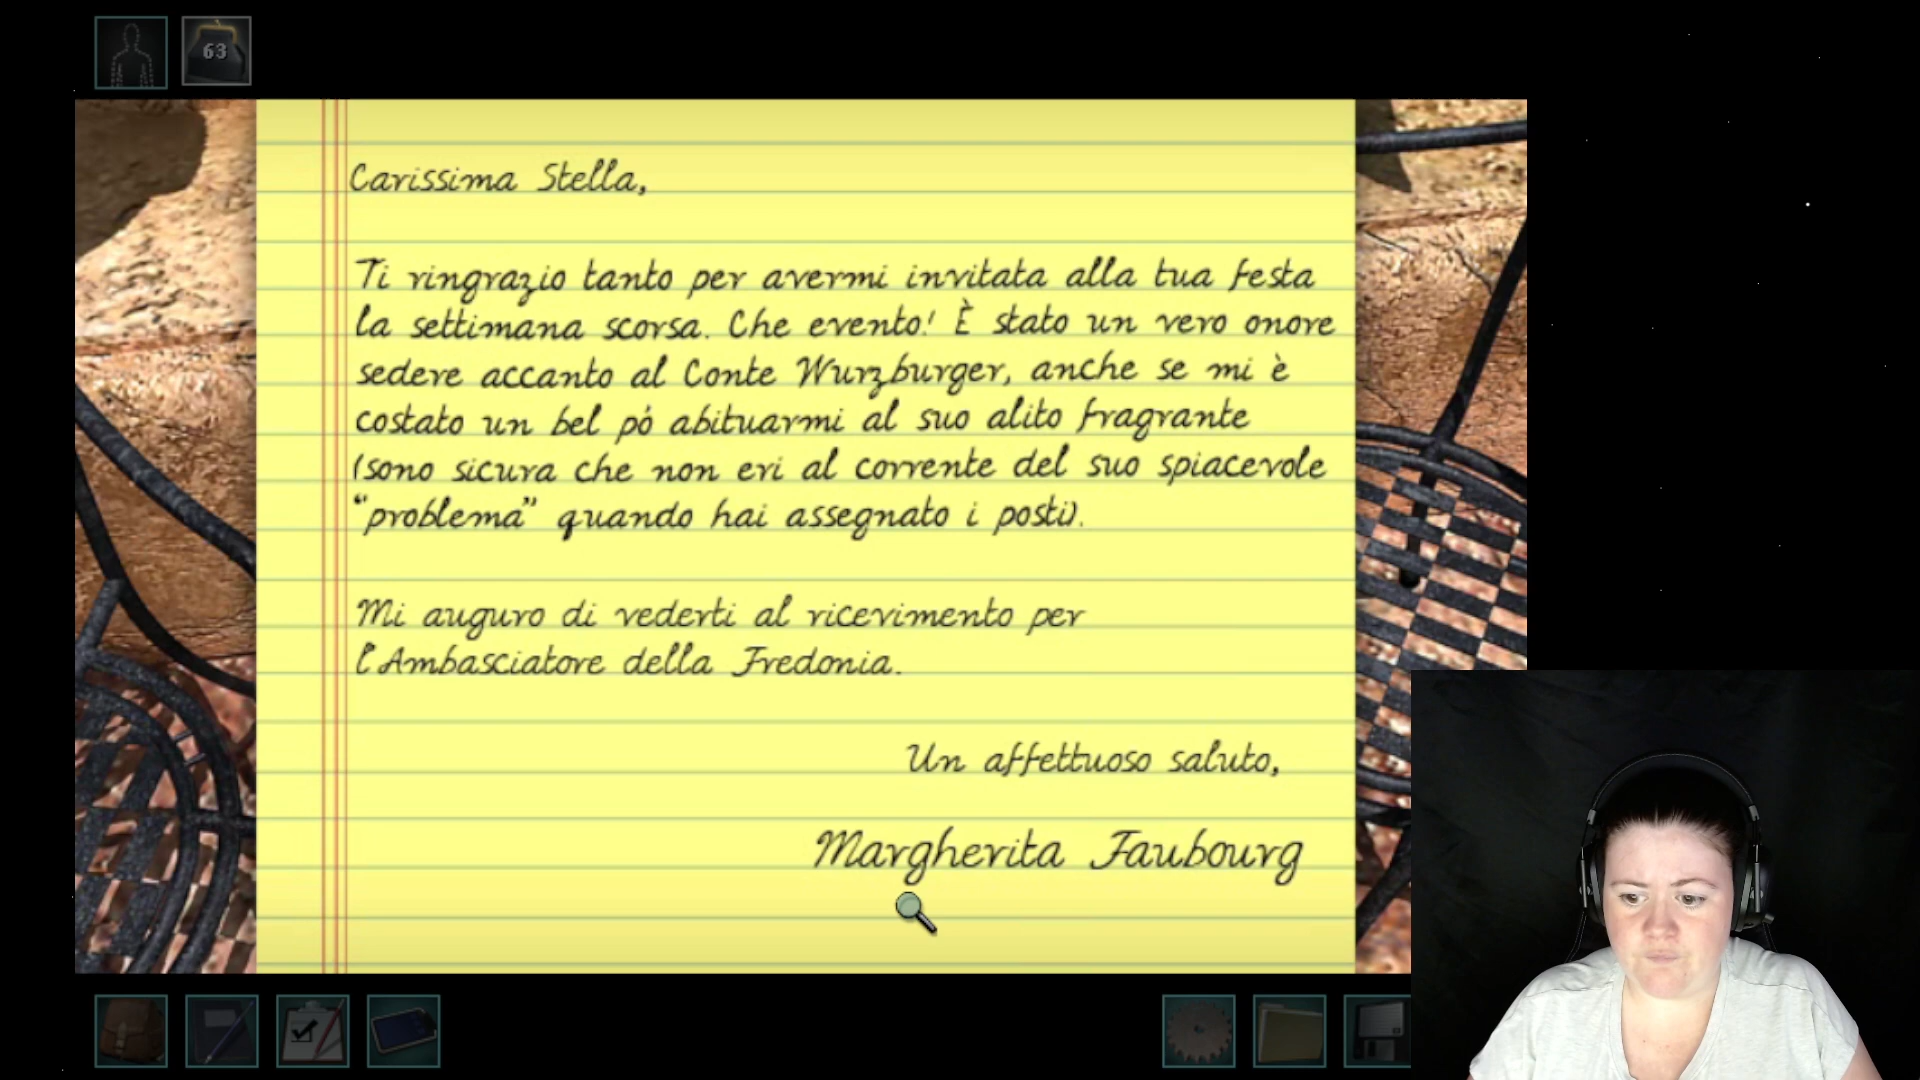 63
Carissima Stella,
Ti ringrazio tanto per avermi invitata alla tua festa
la settimana scorsa. Che evento! È stato un vero onore
sedere accanto al Conte Wurzburger, anche se mi è
costato un bel pó abituarmi al suo alito fragrante
(sono sicura che non eri al corrente del suo spiacevole
“problema” quando hai assegnato i posti).
Mi auguro di vederti al ricevimento per
l'Ambasciatore della Fredonia.
Un affettuoso saluto,
Margherita Faubourg